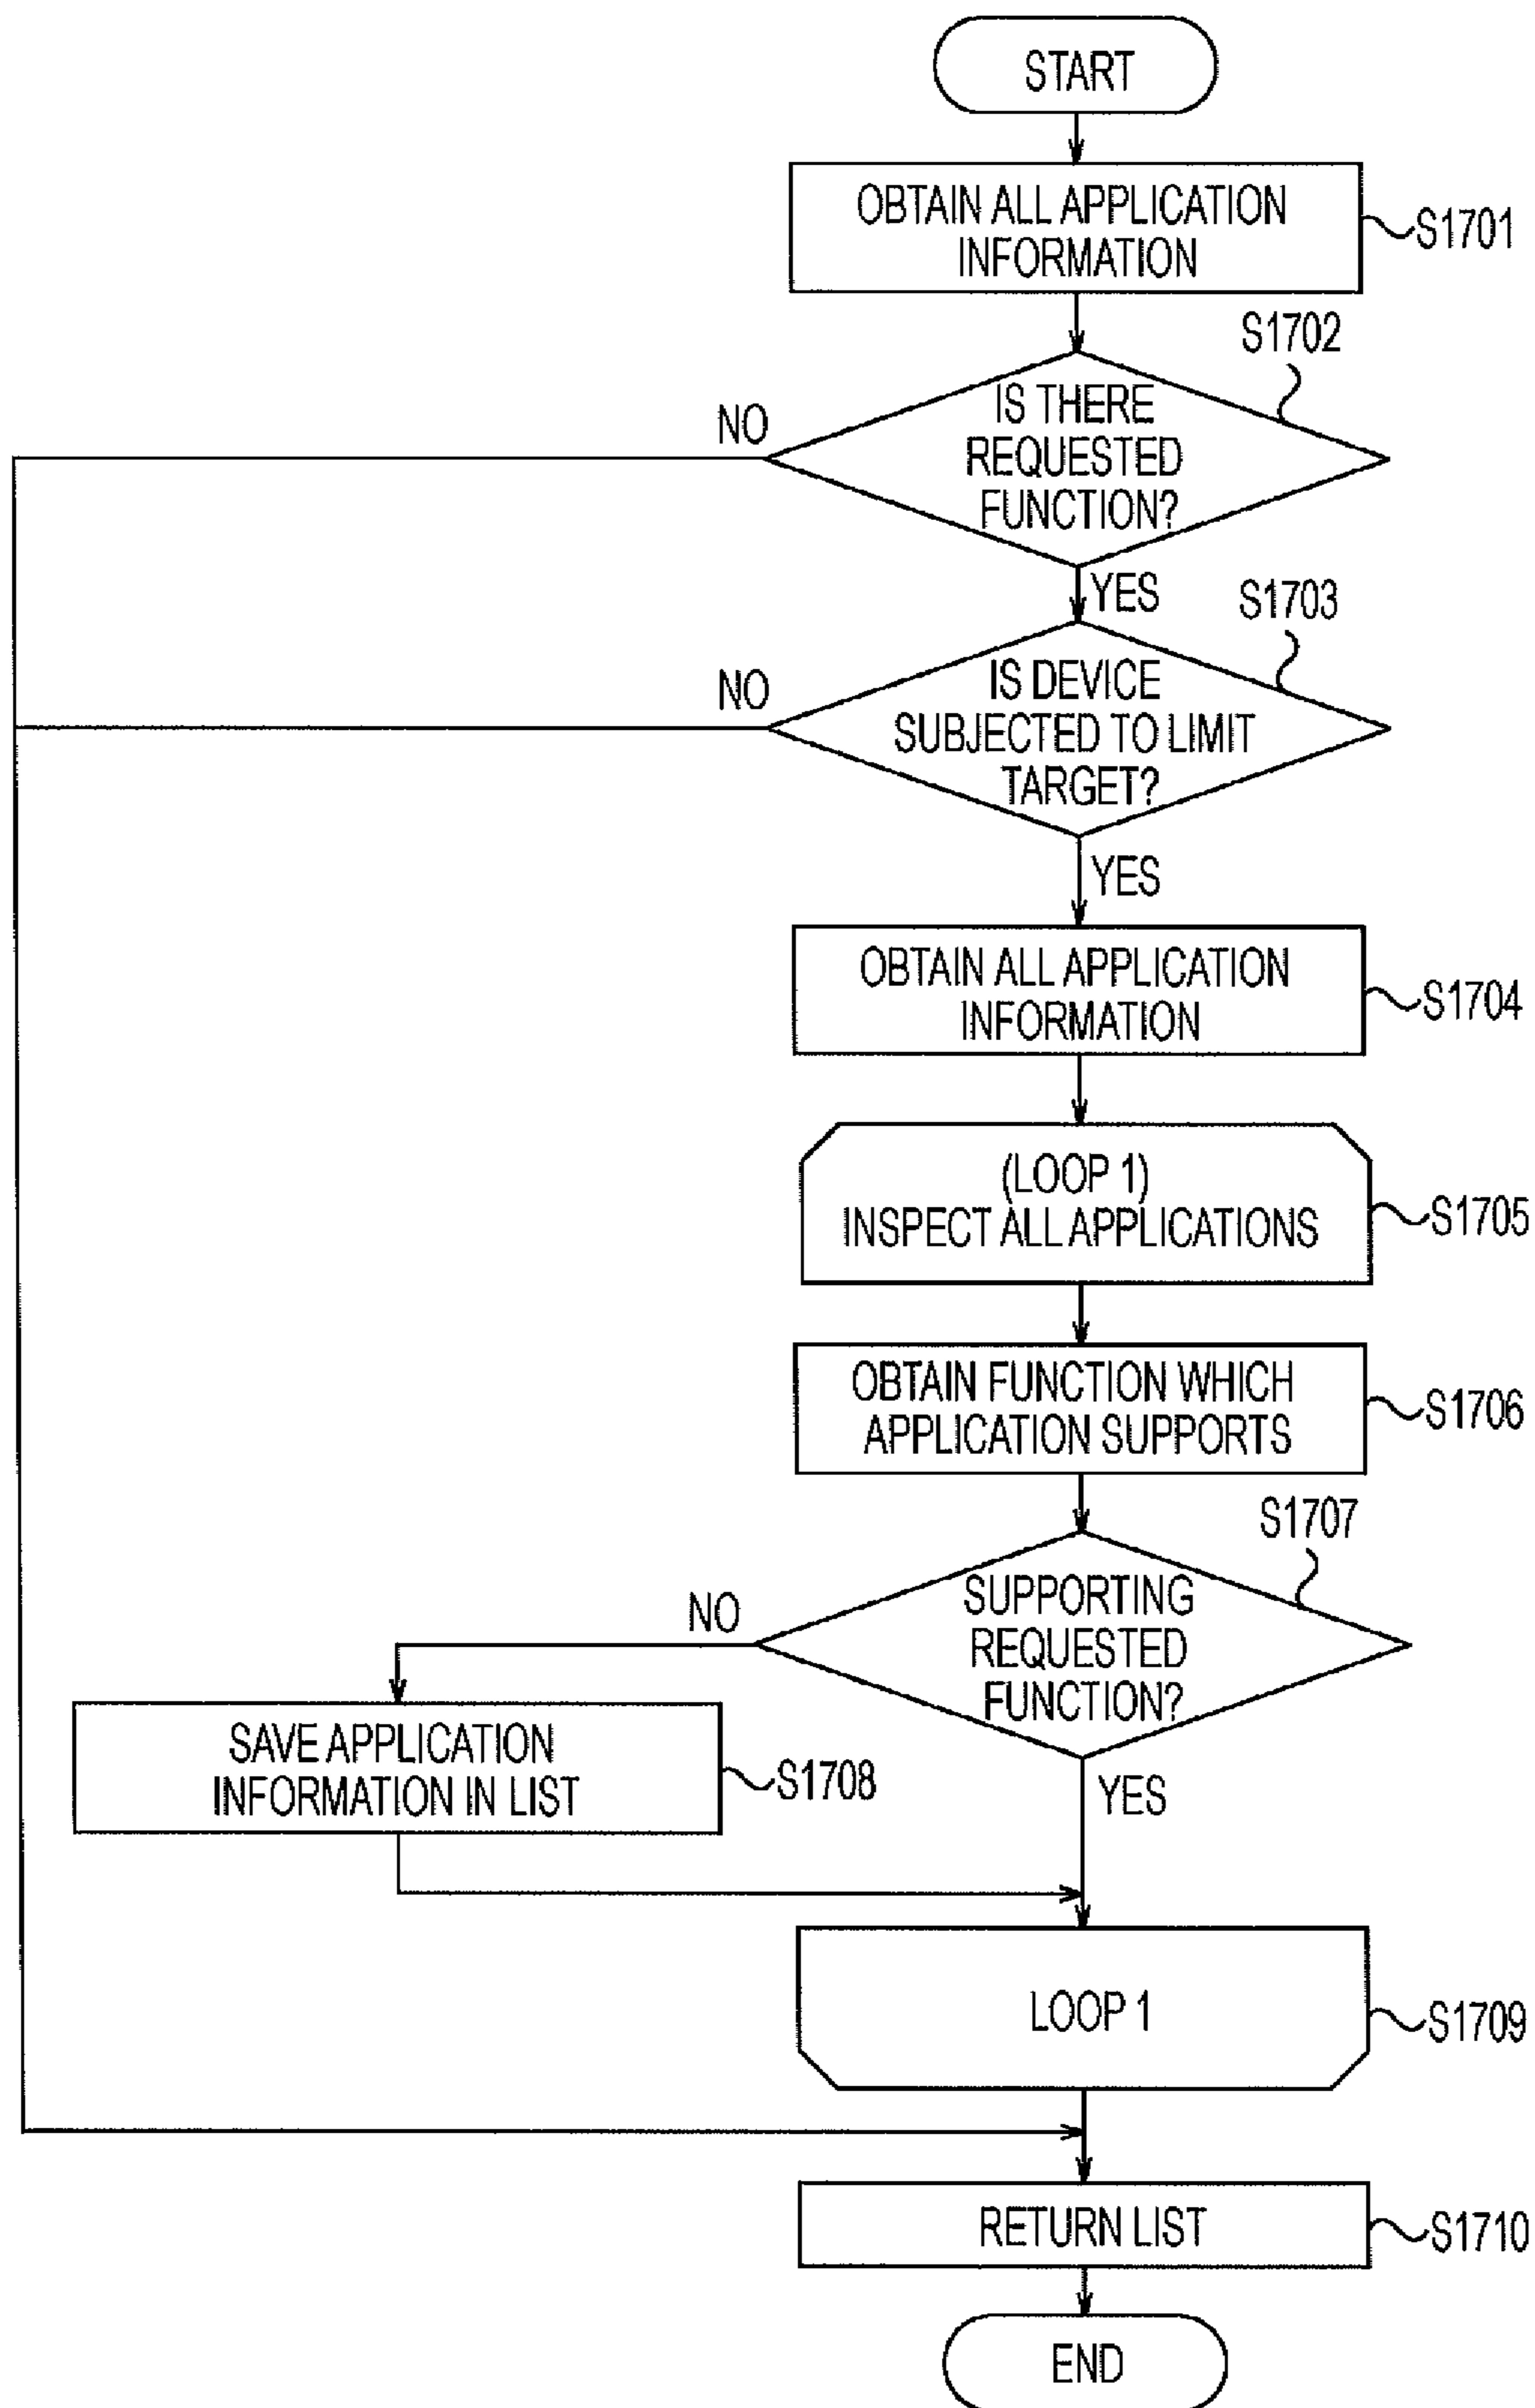 START
OBTAIN ALL APPLICATION
INFORMATION
S1701
S1702
IS THERE
REQUESTED
FUNCTION?
NO
YES
S1703
IS DEVICE
SUBJECTED TO LIMIT
TARGET?
NO
YES
OBTAIN ALL APPLICATION
INFORMATION
S1704
(LOOP 1)
INSPECT ALL APPLICATIONS
S1705
OBTAIN FUNCTION WHICH
APPLICATION SUPPORTS
S1706
S1707
SUPPORTING
REQUESTED
FUNCTION?
NO
SAVE APPLICATION
INFORMATION IN LIST
S1708
YES
LOOP 1
S1709
RETURN LIST
S1710
END